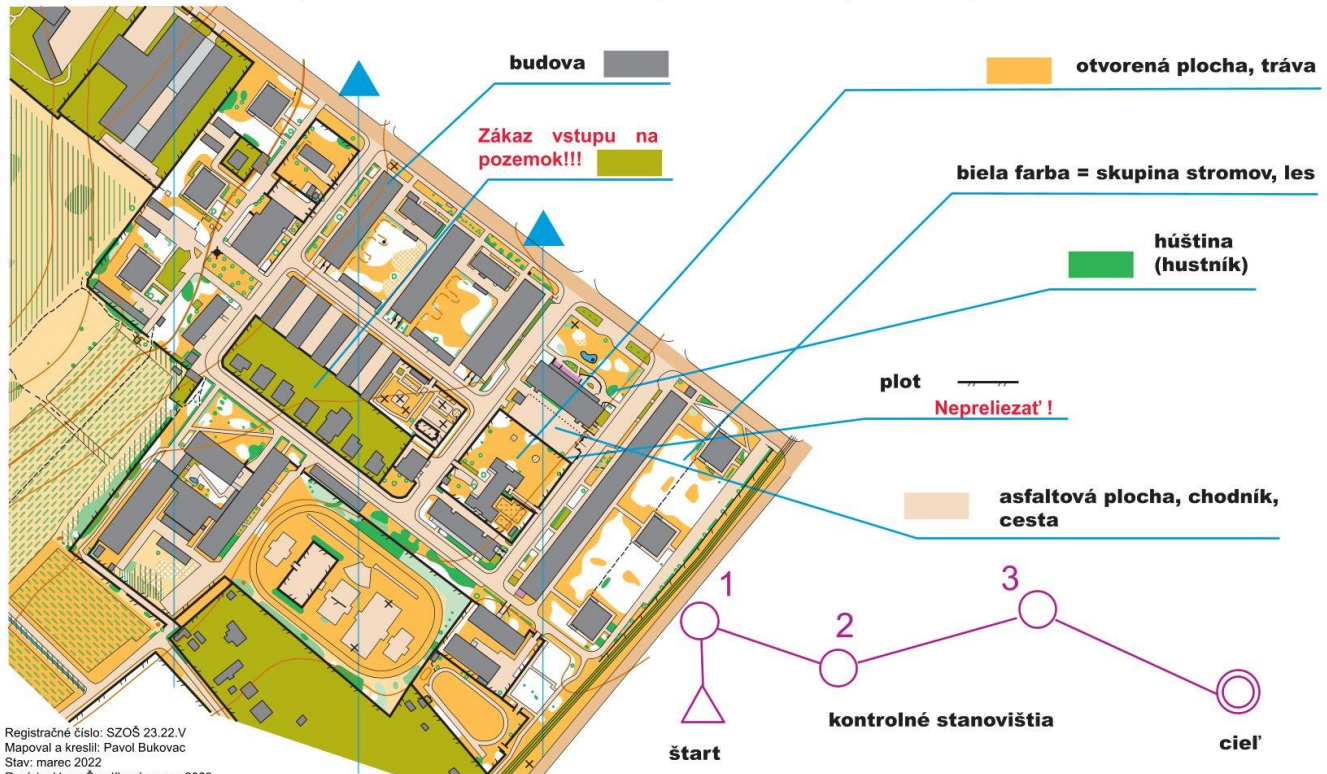 budova
otvorená plocha, tráva
Zákaz vstupu na
pozemok!!!
biela farba = skupina stromov, les
húština
(hustník)
plot
Nepreliezať !
asfaltová plocha, chodník,
cesta
1
2
3
kontrolné stanovištia
štart
cieľ
Registračné číslo: SZOŠ 23.22.V
Mapoval a kreslil: Pavol Bukovac
Stav: marec 2022